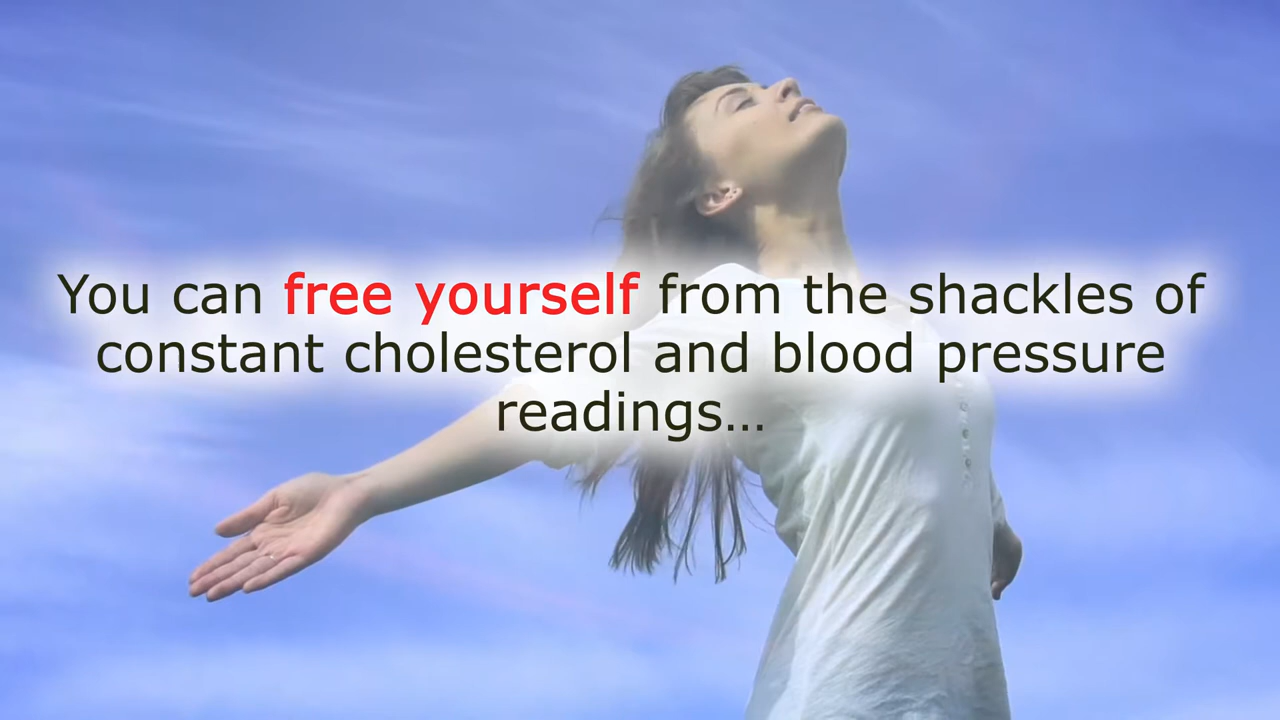 You can free yourself from the shackles of
constant cholesterol and blood pressure
readings...